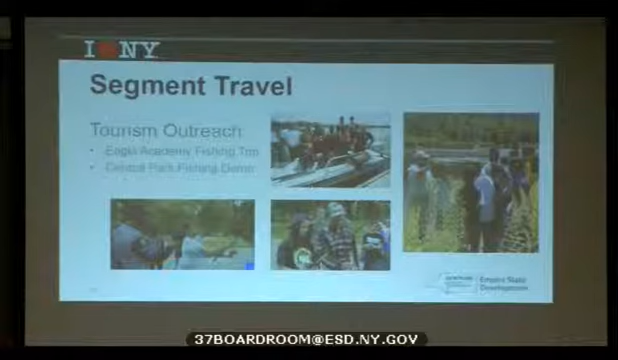 I NY
Segment Travel
Tourism Outreach
• Eagle Academy Fishing Trip
• Central Park Fishing Demo
Empire State
Development
37BOARDROOM@ESD.NY.GOV